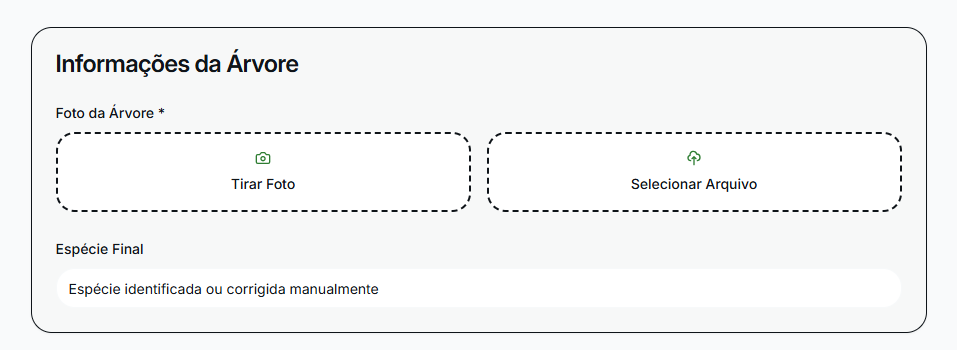 Informações da Árvore
Foto da Árvore *
Tirar Foto
Selecionar Arquivo
Espécie Final
Espécie identificada ou corrigida manualmente